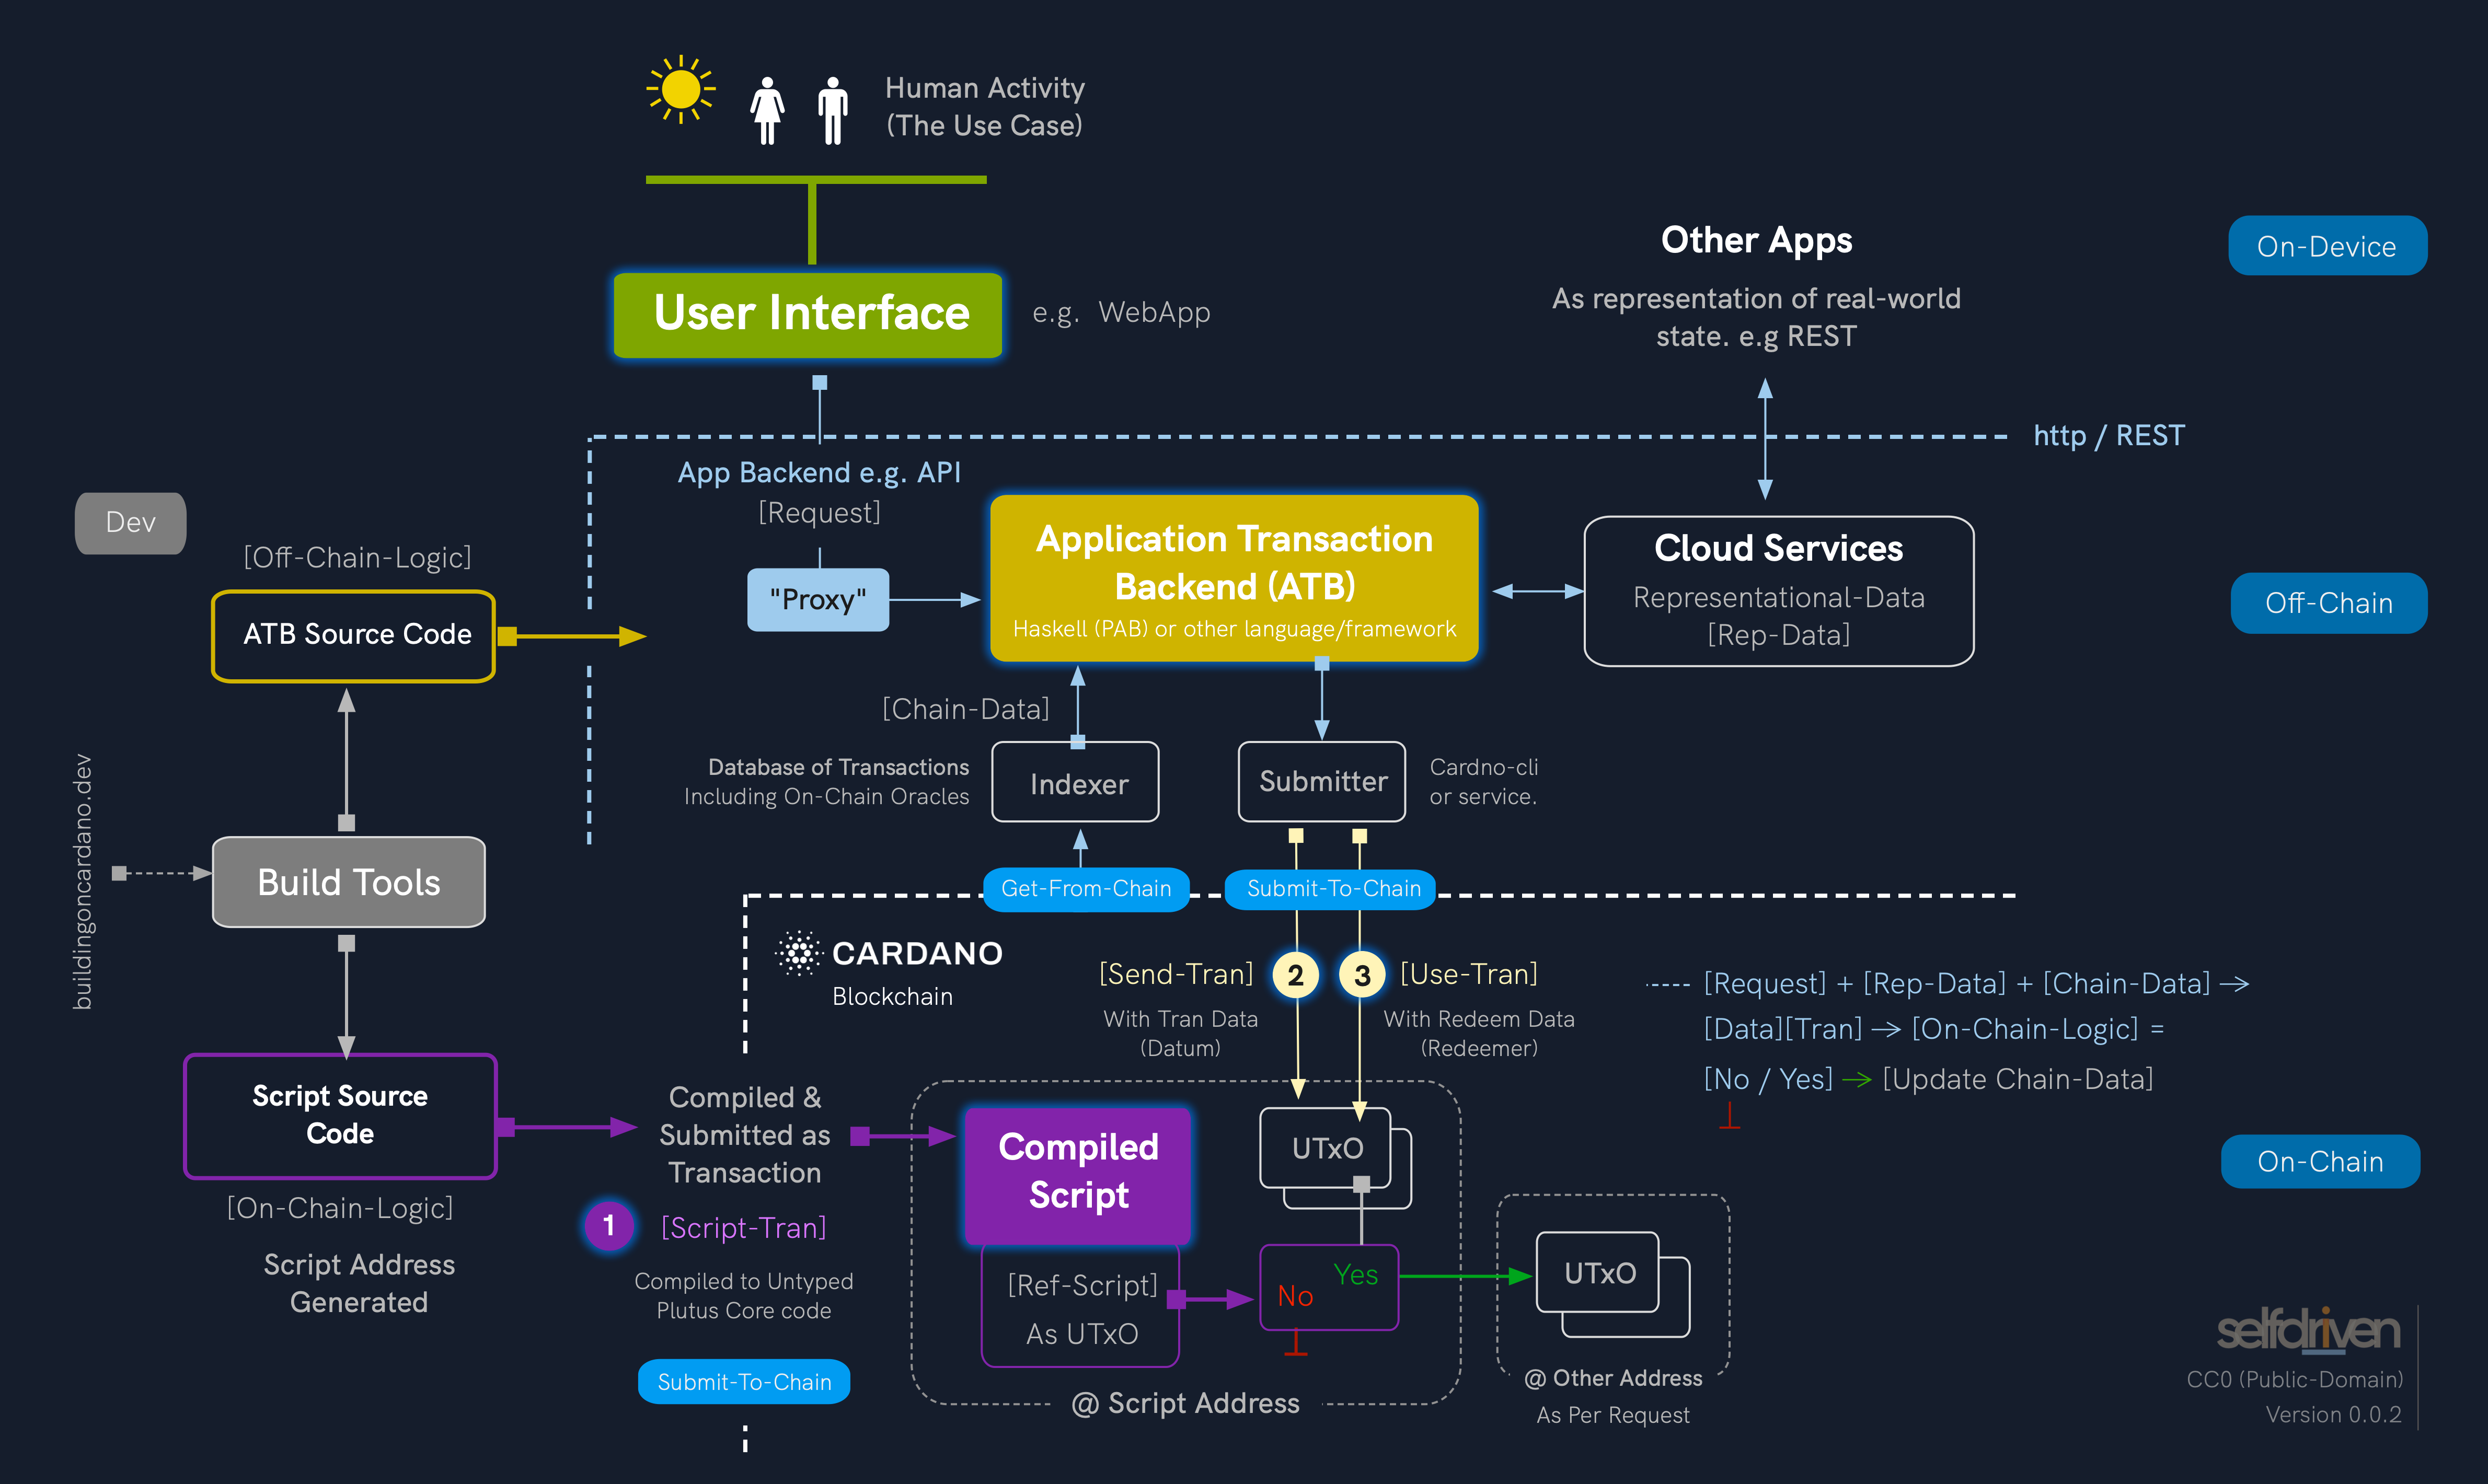 Human Activity
(The Use Case)
User Interface
e.g. WebApp
Other Apps
As representation of real-world
state. e.g REST
On-Device
http / REST
App Backend e.g. API
[Request]
"Proxy"
Application Transaction
Backend (ATB)
Haskell (PAB) or other language/framework
Cloud Services
Representational-Data
[Rep-Data]
Off-Chain
Dev
[Off-Chain-Logic]
ATB Source Code
[Chain-Data]
Database of Transactions
Including On-Chain Oracles
Indexer
Submitter
Cardno-cli
or service.
buildingoncardano.dev
Build Tools
Get-From-Chain
Submit-To-Chain
CARDANO
Blockchain
[Send-Tran]
2
3
[Use-Tran]
With Tran Data
(Datum)
With Redeem Data
(Redeemer)
[Request] + [Rep-Data] + [Chain-Data] →
[Data][Tran] → [On-Chain-Logic] =
[No / Yes] → [Update Chain-Data]
Script Source
Code
[On-Chain-Logic]
Script Address
Generated
Compiled &
Submitted as
Transaction
1
[Script-Tran]
Compiled to Untyped
Plutus Core code
Submit-To-Chain
Compiled
Script
[Ref-Script]
As UTxO
UTxO
Yes
No
@ Script Address
UTxO
@ Other Address
As Per Request
On-Chain
selfdriven
CC0 (Public-Domain)
Version 0.0.2